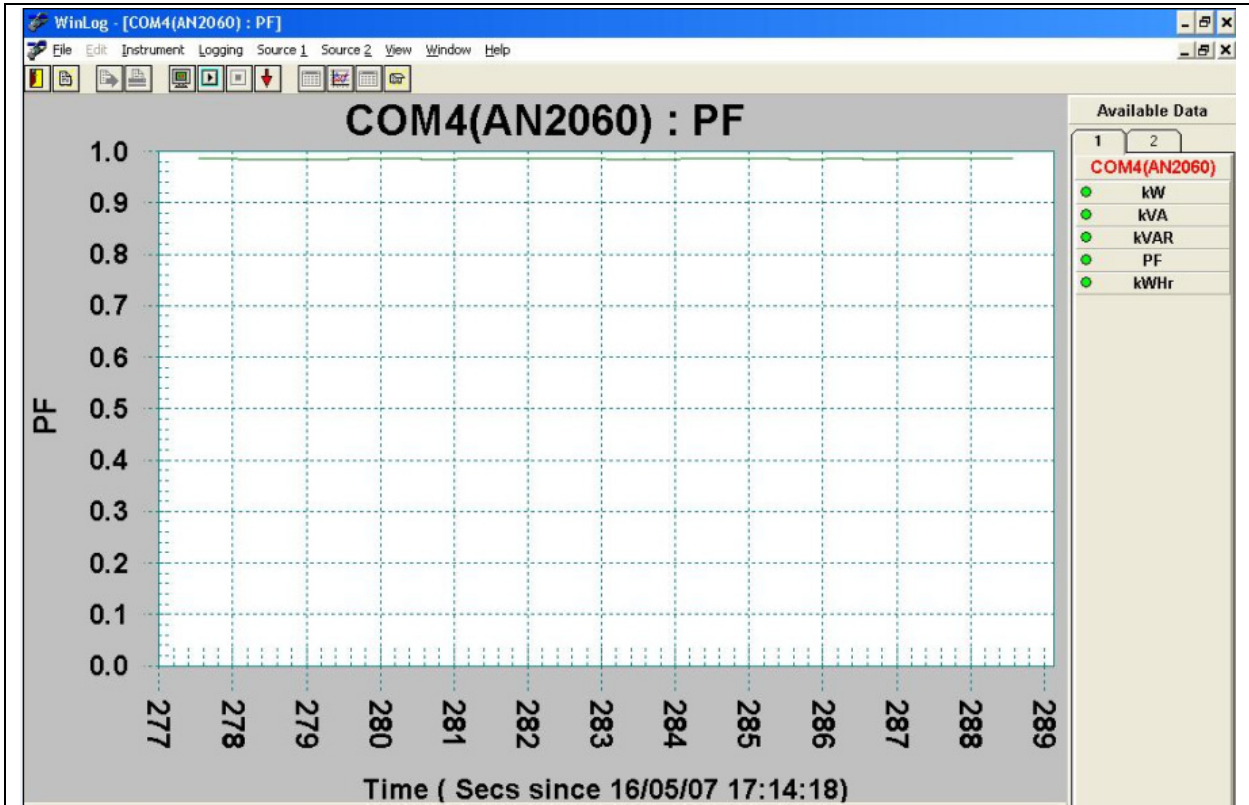 WinLog - [COM4(AN2060) : PF]
File Edit Instrument Logging Source 1 Source 2 View Window Help
COM4(AN2060) : PF
Available Data
1 2
COM4(AN2060)
kW
kVA
kVAR
PF
kWHr
1.0
0.9
0.8
0.7
0.6
0.5
0.4
0.3
0.2
0.1
0.0
PF
277 278 279 280 281 282 283 284 285 286 287 288 289
Time ( Secs since 16/05/07 17:14:18)